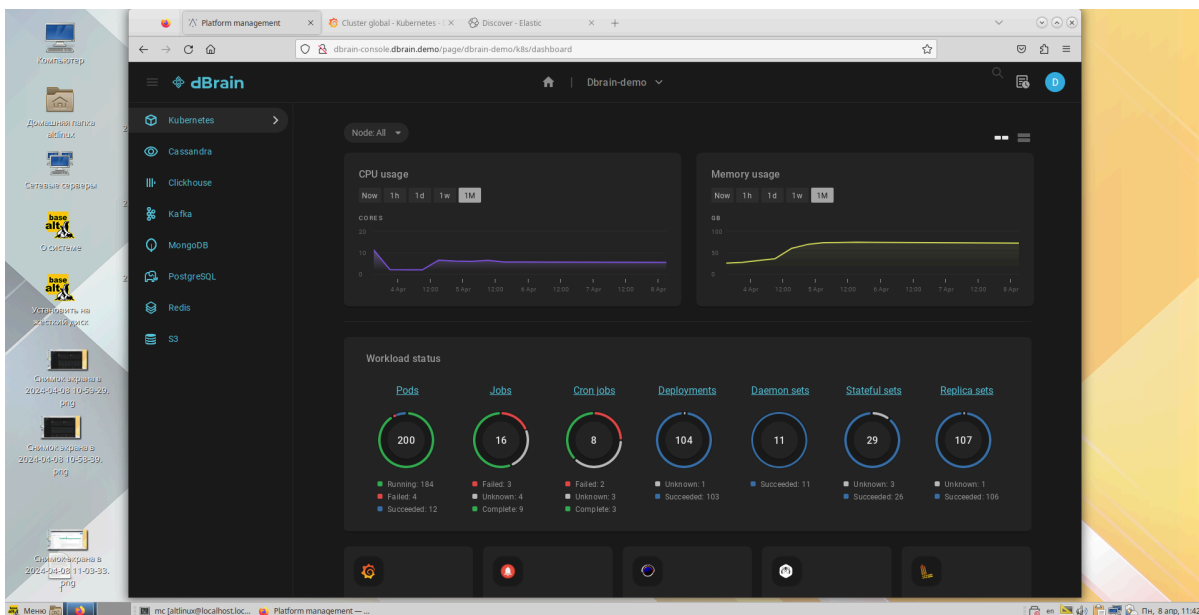 Platform management
Cluster global - Kubernetes -
Discover - Elastic
dbrain-console.dbrain.demo/page/dbrain-demo/k8s/dashboard
dBrain
Dbrain-demo
D
Kubernetes
Cassandra
Clickhouse
Kafka
MongoDB
PostgreSQL
Redis
S3
Node: All
CPU usage
Now 1h 1d 1w 1M
CORES
20
10
0
4 Apr 12:00 5 Apr 12:00 6 Apr 12:00 7 Apr 12:00 8 Apr
Memory usage
Now 1h 1d 1w 1M
GB
100
50
0
4 Apr 12:00 5 Apr 12:00 6 Apr 12:00 7 Apr 12:00 8 Apr
Workload status
Pods
200
Running: 184
Failed: 4
Succeeded: 12
Jobs
16
Failed: 3
Unknown: 4
Complete: 9
Cron jobs
8
Failed: 2
Unknown: 3
Complete: 3
Deployments
104
Unknown: 1
Succeeded: 103
Daemon sets
11
Succeeded: 11
Stateful sets
29
Unknown: 3
Succeeded: 26
Replica sets
107
Unknown: 1
Succeeded: 106
Компьютер
Домашняя папка
altlinux
Сетевые серверы
base
alt
О системе
base
alt
Установить на
жесткий диск
Снимок экрана в
2024-04-08 10-59-29.
png
Снимок экрана в
2024-04-08 10-58-39.
png
Снимок экрана в
2024-04-08 11-03-33.
png
Меню
mc [altlinux@localhost.loc...
Platform management — ...
en
Пн, 8 апр, 11:42